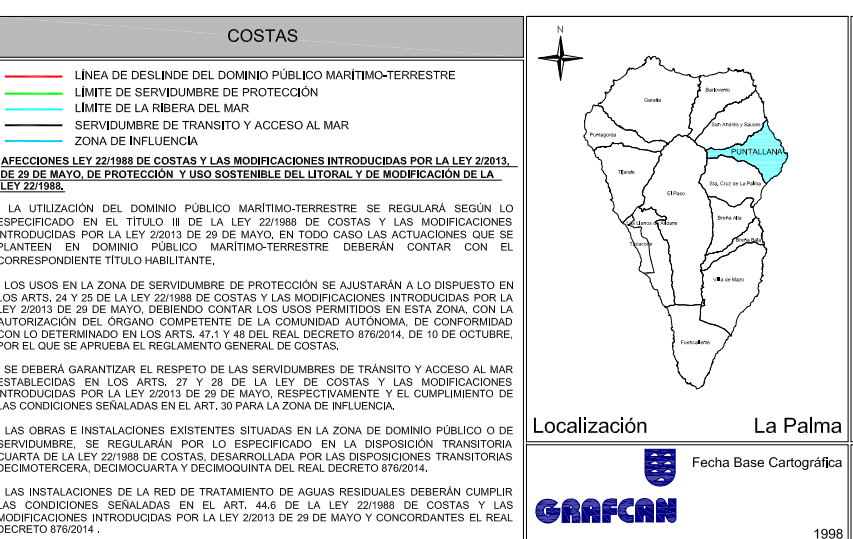 COSTAS
LÍNEA DE DESLINDE DEL DOMINIO PÚBLICO MARÍTIMO-TERRESTRE
LÍMITE DE SERVIDUMBRE DE PROTECCIÓN
LÍMITE DE LA RIBERA DEL MAR
SERVIDUMBRE DE TRANSITO Y ACCESO AL MAR
ZONA DE INFLUENCIA
AFECCIONES LEY 22/1988 DE COSTAS Y LAS MODIFICACIONES INTRODUCIDAS POR LA LEY 2/2013,
DE 29 DE MAYO, DE PROTECCIÓN Y USO SOSTENIBLE DEL LITORAL Y DE MODIFICACIÓN DE LA
LEY 22/1988.
LA UTILIZACIÓN DEL DOMINIO PÚBLICO MARÍTIMO-TERRESTRE SE REGULARÁ SEGÚN LO
ESPECIFICADO EN EL TÍTULO III DE LA LEY 22/1988 DE COSTAS Y LAS MODIFICACIONES
INTRODUCIDAS POR LA LEY 2/2013 DE 29 DE MAYO, EN TODO CASO LAS ACTUACIONES QUE SE
PLANTEEN EN DOMINIO PÚBLICO MARÍTIMO-TERRESTRE DEBERÁN CONTAR CON EL
CORRESPONDIENTE TÍTULO HABILITANTE.
LOS USOS EN LA ZONA DE SERVIDUMBRE DE PROTECCIÓN SE AJUSTARÁN A LO DISPUESTO EN
LOS ARTS. 24 Y 25 DE LA LEY 22/1988 DE COSTAS Y LAS MODIFICACIONES INTRODUCIDAS POR LA
LEY 2/2013 DE 29 DE MAYO, DEBIENDO CONTAR LOS USOS PERMITIDOS EN ESTA ZONA, CON LA
AUTORIZACIÓN DEL ÓRGANO COMPETENTE DE LA COMUNIDAD AUTÓNOMA, DE CONFORMIDAD
CON LO DETERMINADO EN LOS ARTS. 47.1 Y 48 DEL REAL DECRETO 876/2014, DE 10 DE OCTUBRE,
POR EL QUE SE APRUEBA EL REGLAMENTO GENERAL DE COSTAS.
SE DEBERÁ GARANTIZAR EL RESPETO DE LAS SERVIDUMBRES DE TRÁNSITO Y ACCESO AL MAR
ESTABLECIDAS EN LOS ARTS. 27 Y 28 DE LA LEY DE COSTAS Y LAS MODIFICACIONES
INTRODUCIDAS POR LA LEY 2/2013 DE 29 DE MAYO, RESPECTIVAMENTE Y EL CUMPLIMIENTO DE
LAS CONDICIONES SEÑALADAS EN EL ART. 30 PARA LA ZONA DE INFLUENCIA.
LAS OBRAS E INSTALACIONES EXISTENTES SITUADAS EN LA ZONA DE DOMINIO PÚBLICO O DE
SERVIDUMBRE, SE REGULARÁN POR LO ESPECIFICADO EN LA DISPOSICIÓN TRANSITORIA
CUARTA DE LA LEY 22/1988 DE COSTAS, DESARROLLADA POR LAS DISPOSICIONES TRANSITORIAS
DECIMOTERCERA, DECIMOCUARTA Y DECIMOQUINTA DEL REAL DECRETO 876/2014.
LAS INSTALACIONES DE LA RED DE TRATAMIENTO DE AGUAS RESIDUALES DEBERÁN CUMPLIR
LAS CONDICIONES SEÑALADAS EN EL ART. 44.6 DE LA LEY 22/1988 DE COSTAS Y LAS
MODIFICACIONES INTRODUCIDAS POR LA LEY 2/2013 DE 29 DE MAYO Y CONCORDANTES EL REAL
DECRETO 876/2014 .
N
Barlovento
Garafía
San Andrés y Sauces
Puntagorda
PUNTALLANA
Tijarafe
Sta. Cruz de La Palma
El Paso
Breña Alta
Los Llanos de Aridane
Breña Baja
Tazacorte
Villa de Mazo
Fuencaliente
Localización
La Palma
Fecha Base Cartográfica
GRAFCAN
1998